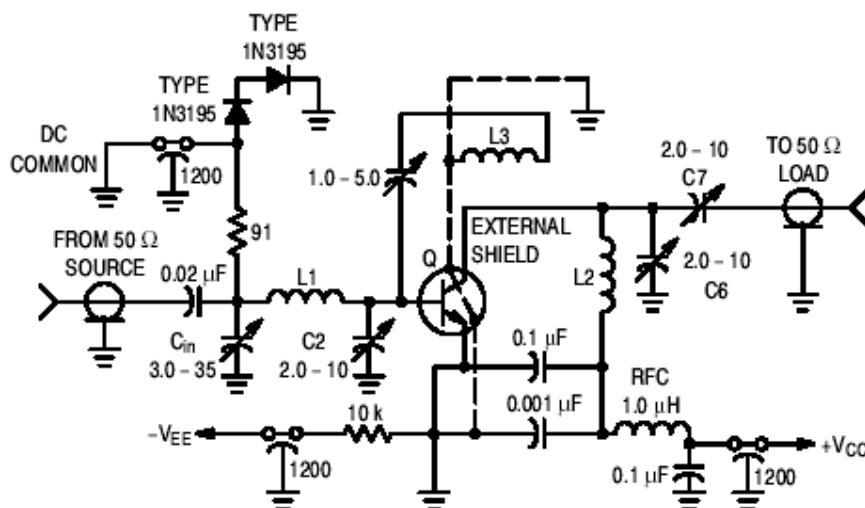 TYPE
1N3195
TYPE
1N3195
DC
COMMON
1200
91
1.0 – 5.0
L3
2.0 – 10
C7
TO 50 Ω
LOAD
FROM 50 Ω
SOURCE
0.02 µF
L1
Q
EXTERNAL
SHIELD
L2
2.0 – 10
C6
Cin
3.0 – 35
C2
2.0 – 10
0.1 µF
0.001 µF
RFC
1.0 µH
–VEE
1200
10 k
0.1 µF
1200